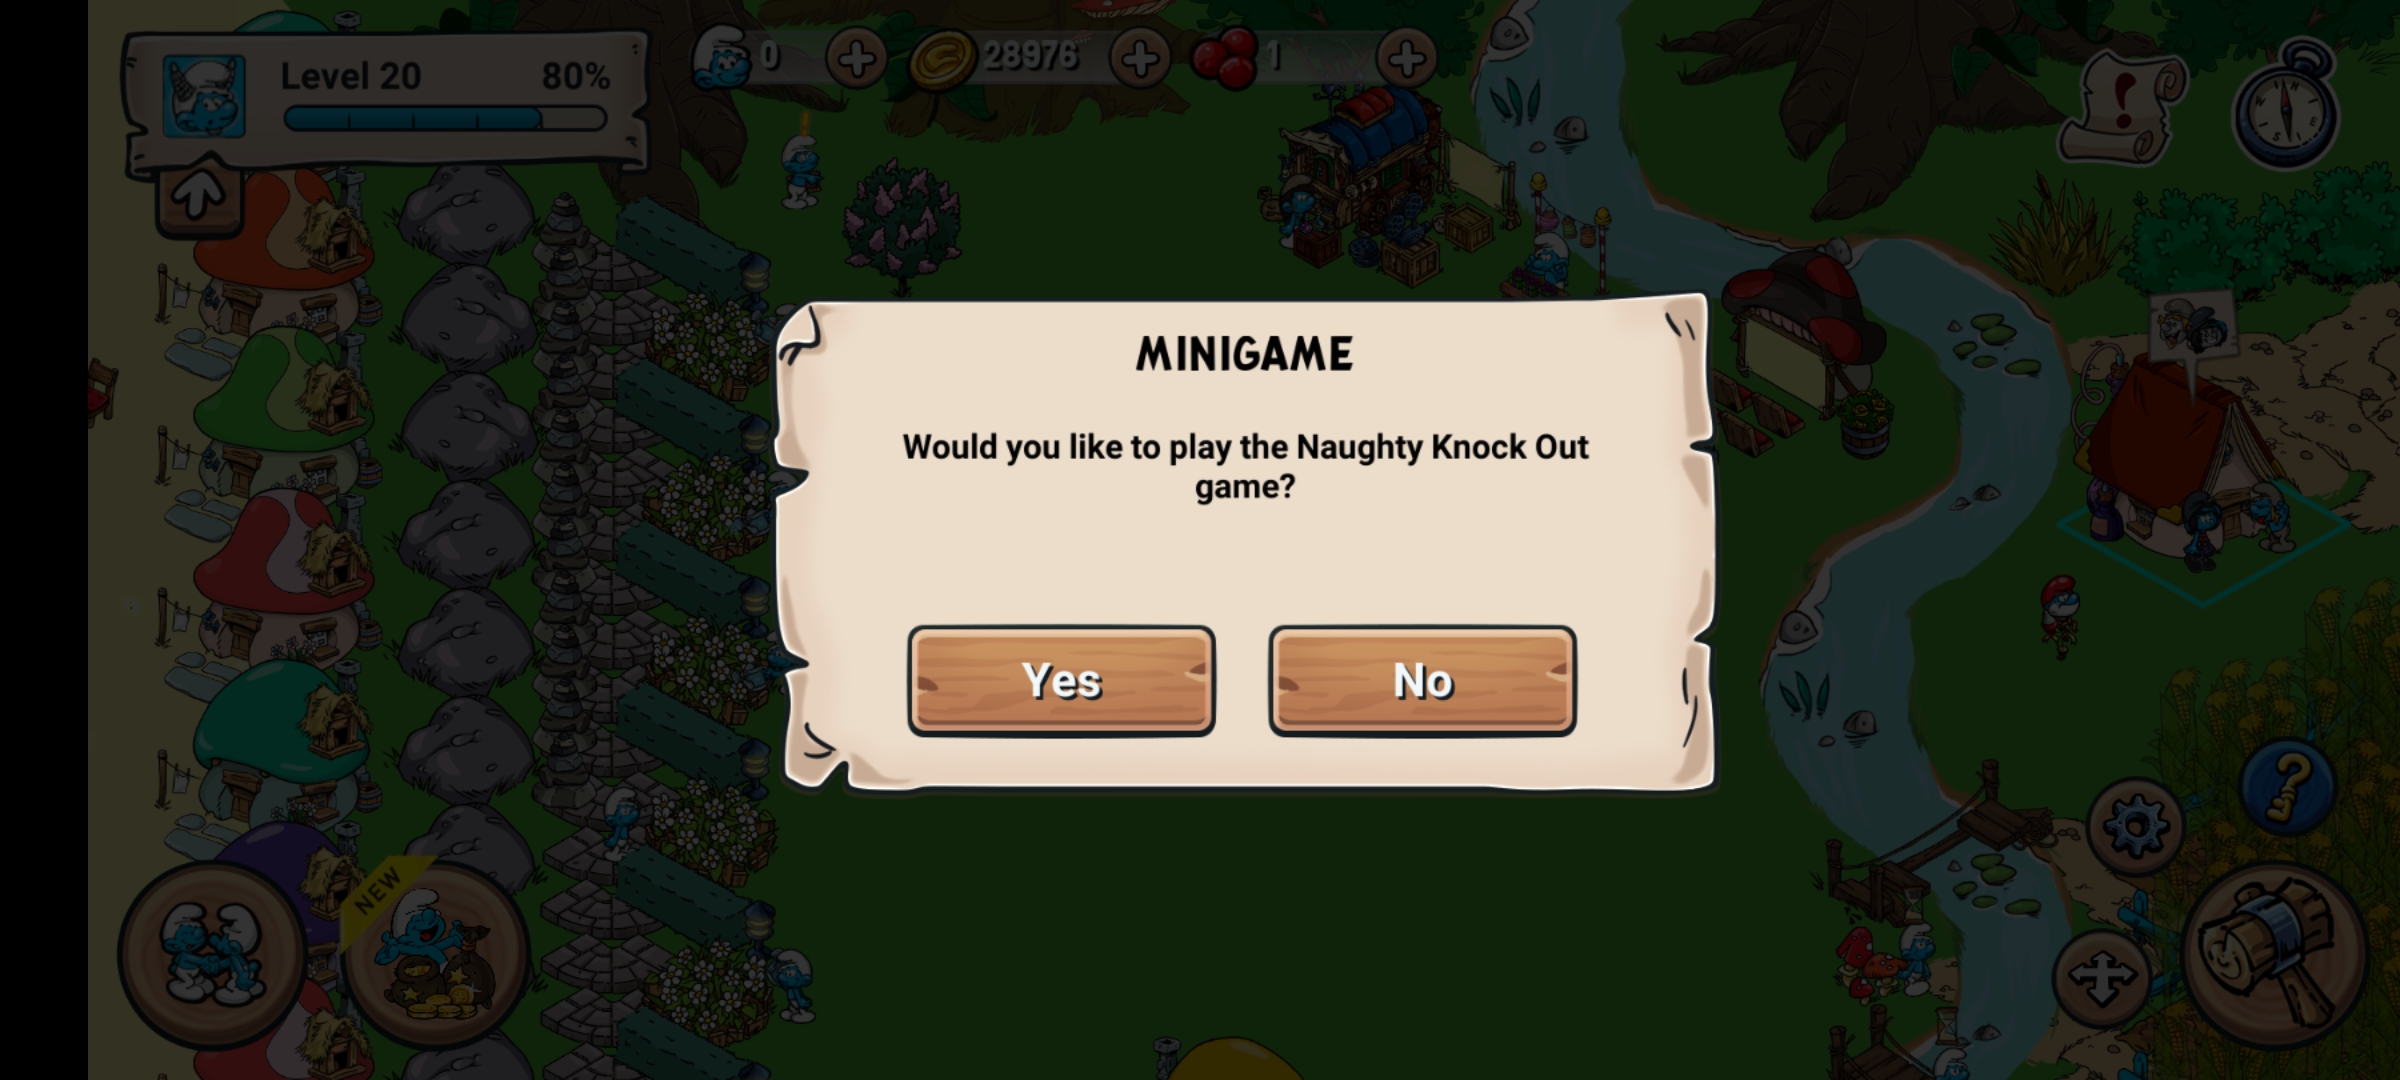 Level 20 80%
0
28976
1
MINIGAME
Would you like to play the Naughty Knock Out
game?
Yes
No
NEW